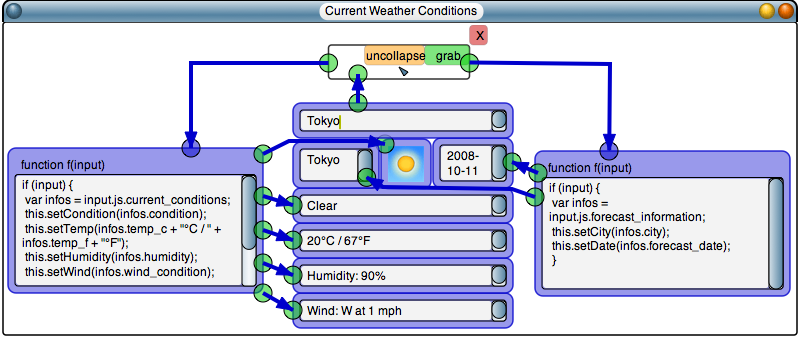 Current Weather Conditions
X
uncollapse grab
Tokyo
function f(input)
if (input) {
var infos = input.js.current_conditions;
this.setCondition(infos.condition);
this.setTemp(infos.temp_c + "°C / " +
infos.temp_f + "°F");
this.setHumidity(infos.humidity);
this.setWind(infos.wind_condition);
Tokyo
2008-
10-11
Clear
20°C / 67°F
Humidity: 90%
Wind: W at 1 mph
function f(input)
if (input) {
var infos =
input.js.forecast_information;
this.setCity(infos.city);
this.setDate(infos.forecast_date);
}